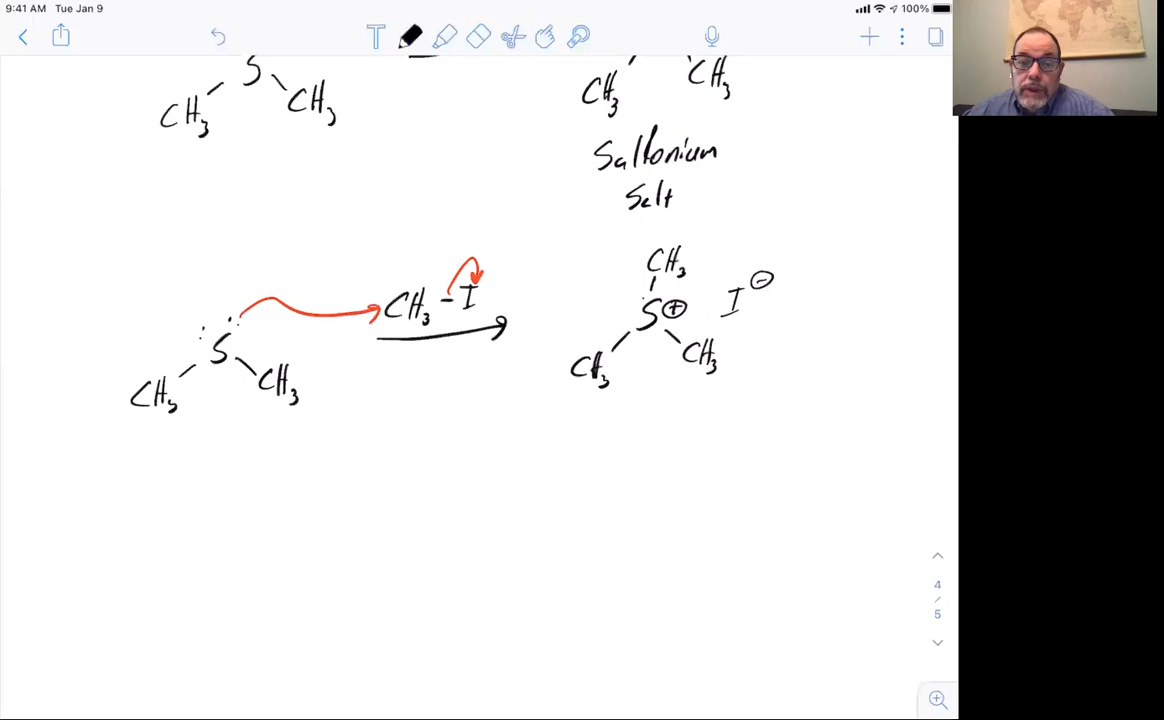 9:41 AM Tue Jan 9
100%
T
S
CH3 CH3
CH3 CH3
Sulfonium
Salt
CH3 – I
S
CH3 CH3
CH3
S ⊕ I ⊖
CH3 CH3
4
/
5